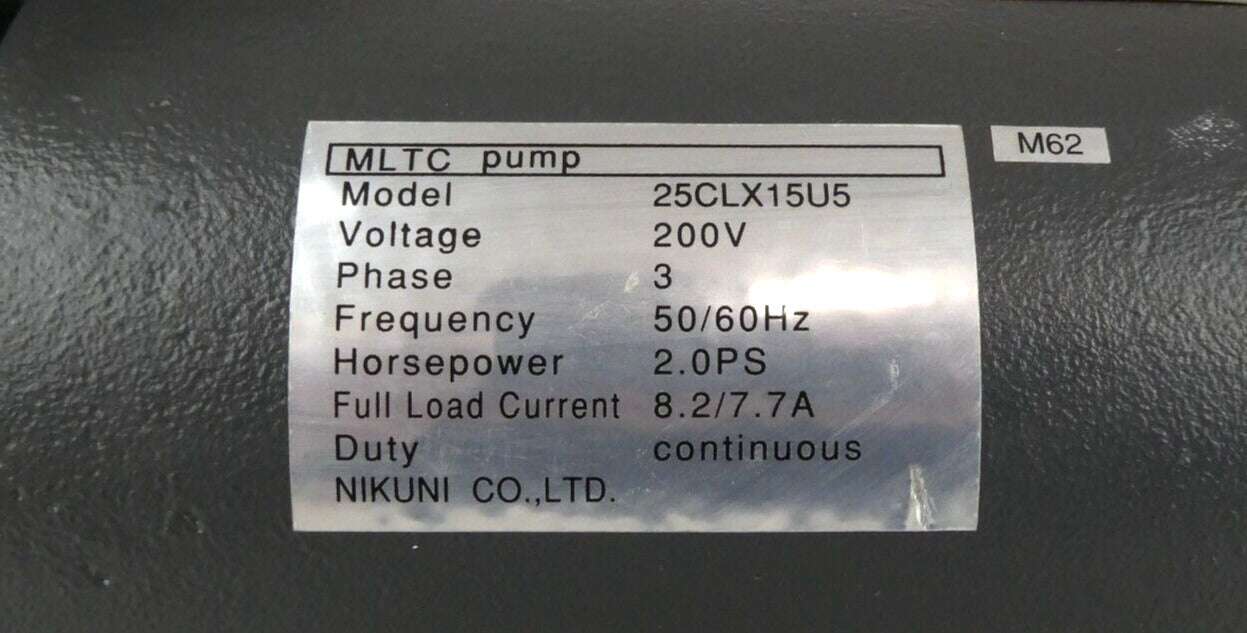 MLTC pump
M62
Model 25CLX15U5
Voltage 200V
Phase 3
Frequency 50/60Hz
Horsepower 2.0PS
Full Load Current 8.2/7.7A
Duty continuous
NIKUNI CO.,LTD.